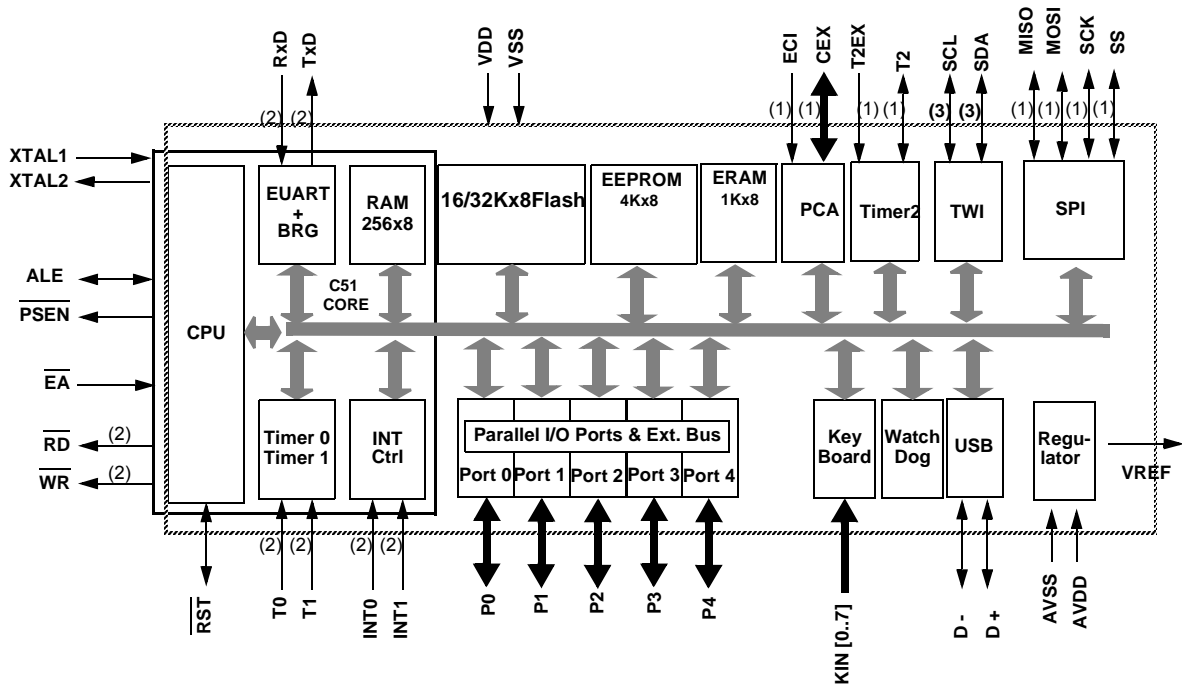 RxD
TxD
VDD
VSS
ECI
CEX
T2EX
T2
SCL
SDA
MISO
MOSI
SCK
SS
(2) (2)
(1) (1) (1) (1) (3) (3) (1) (1) (1) (1)
XTAL1
XTAL2
ALE
PSEN
EA
RD (2)
WR (2)
CPU
EUART
+
BRG
RAM
256x8
C51
CORE
16/32Kx8Flash
EEPROM
4Kx8
ERAM
1Kx8
PCA
Timer2
TWI
SPI
Timer 0
Timer 1
INT
Ctrl
Parallel I/O Ports & Ext. Bus
Port 0 Port 1 Port 2 Port 3 Port 4
Key
Board
Watch
Dog
USB
Regu-
lator
VREF
(2) (2) (2) (2)
RST
T0
T1
INT0
INT1
P0
P1
P2
P3
P4
KIN [0..7]
D -
D +
AVSS
AVDD